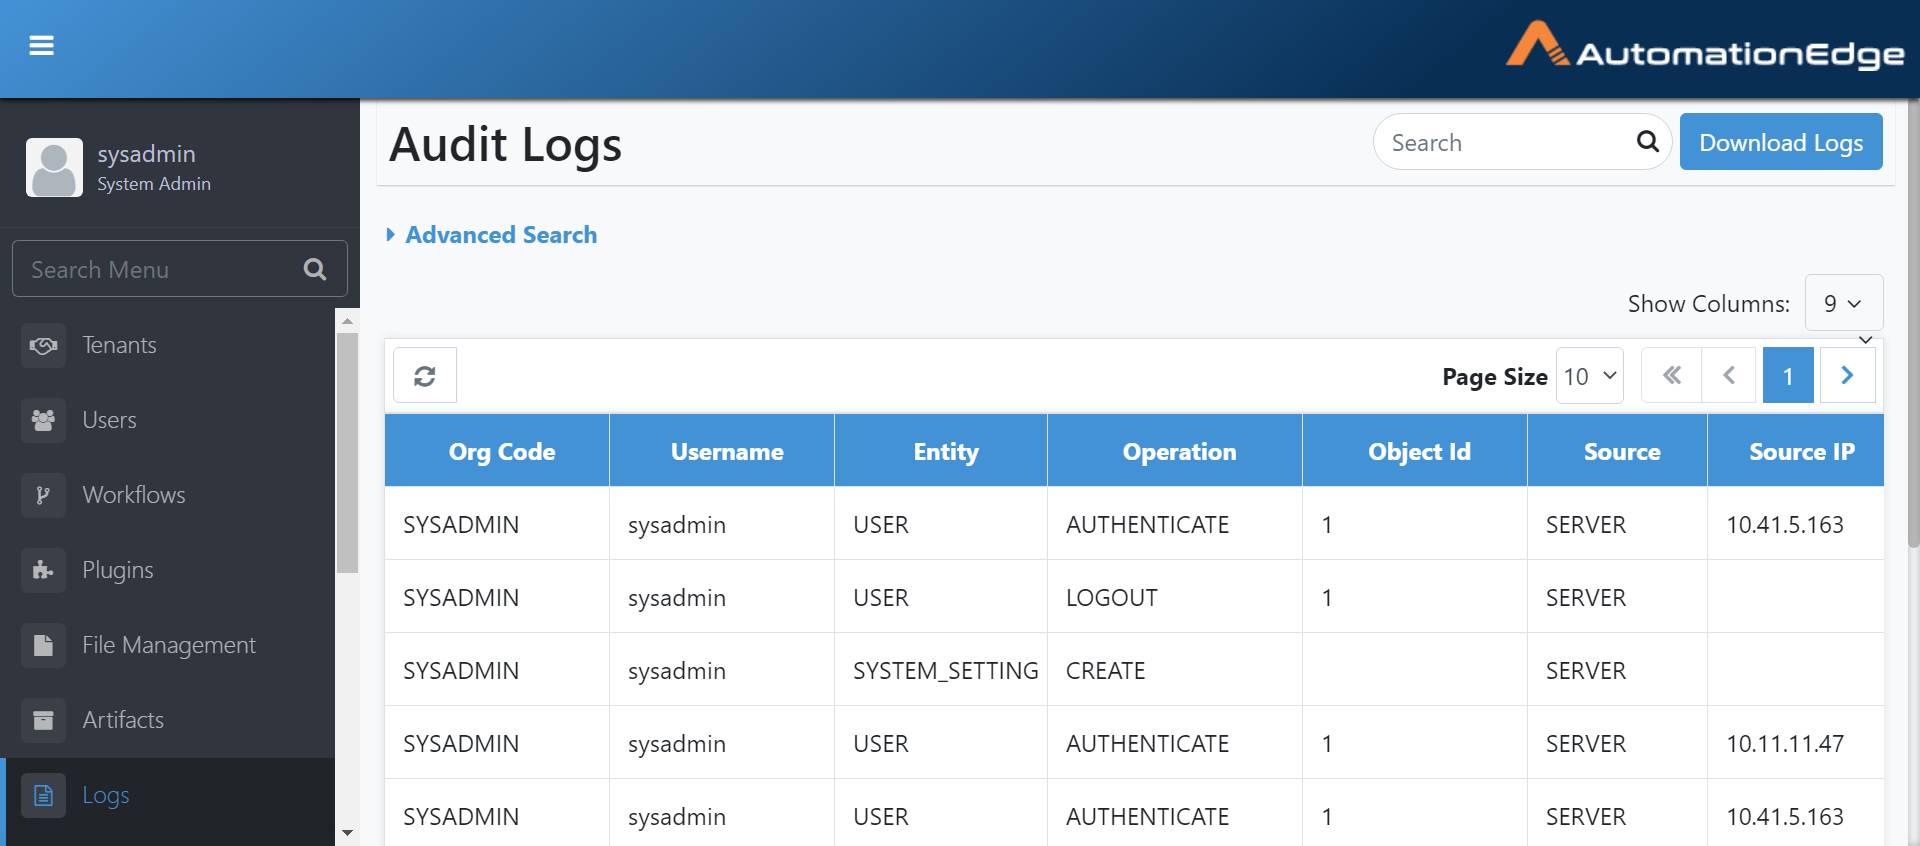 AutomationEdge
sysadmin
System Admin
Search Menu
Tenants
Users
Workflows
Plugins
File Management
Artifacts
Logs
Audit Logs
Search
Download Logs
Advanced Search
Show Columns: 9
Page Size 10 1
Org Code Username Entity Operation Object Id Source Source IP
SYSADMIN sysadmin USER AUTHENTICATE 1 SERVER 10.41.5.163
SYSADMIN sysadmin USER LOGOUT 1 SERVER
SYSADMIN sysadmin SYSTEM_SETTING CREATE SERVER
SYSADMIN sysadmin USER AUTHENTICATE 1 SERVER 10.11.11.47
SYSADMIN sysadmin USER AUTHENTICATE 1 SERVER 10.41.5.163